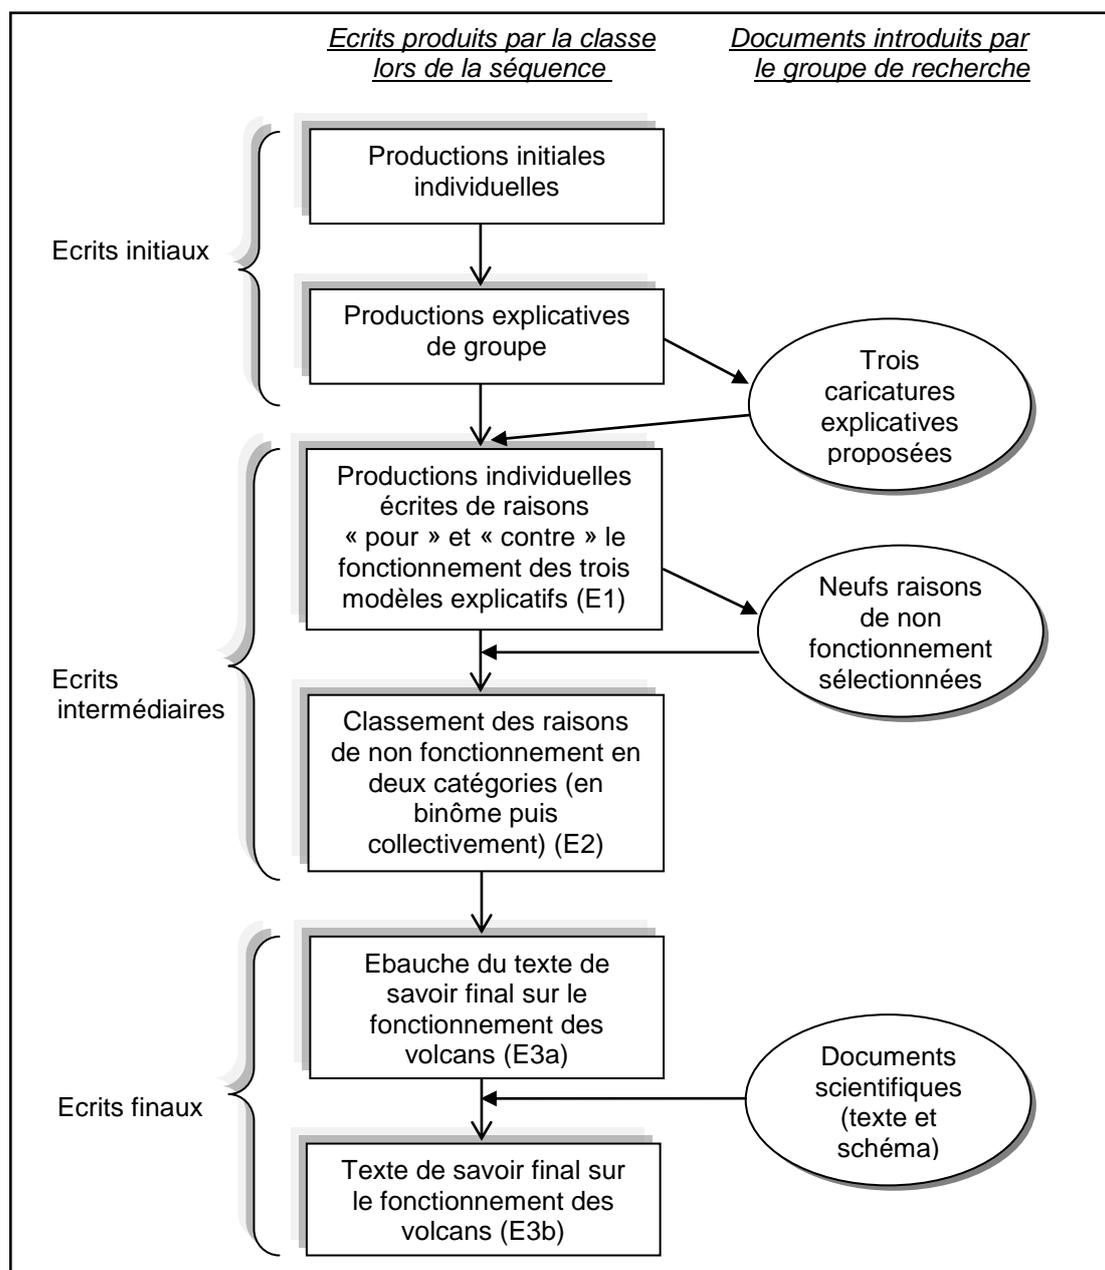 Ecrits produits par la classe
lors de la séquence
Documents introduits par
le groupe de recherche
Productions initiales
individuelles
Ecrits initiaux
Productions explicatives
de groupe
Trois
caricatures
explicatives
proposées
Productions individuelles
écrites de raisons
« pour » et « contre » le
fonctionnement des trois
modèles explicatifs (E1)
Neufs raisons
de non
fonctionnement
sélectionnées
Ecrits
intermédiaires
Classement des raisons
de non fonctionnement en
deux catégories (en
binôme puis
collectivement) (E2)
Ebauche du texte de
savoir final sur le
fonctionnement des
volcans (E3a)
Documents
scientifiques
(texte et
schéma)
Ecrits finaux
Texte de savoir final sur
le fonctionnement des
volcans (E3b)